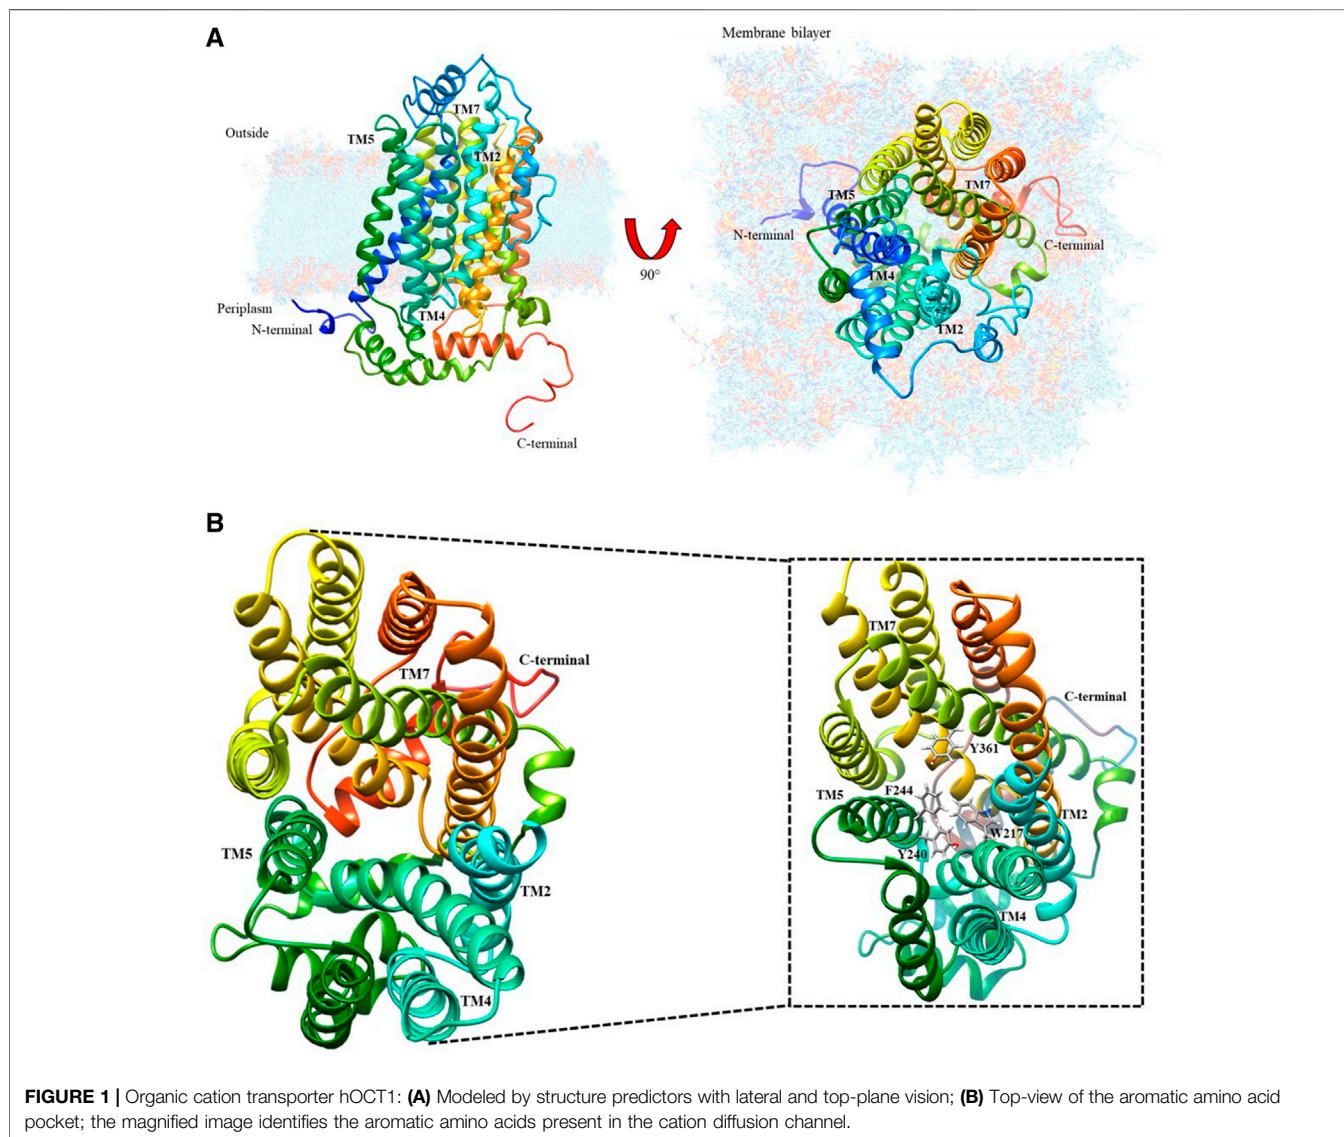 A
Membrane bilayer
Outside
TM5
TM7
TM2
TM4
Periplasm
N-terminal
C-terminal
90°
TM5
TM7
N-terminal
C-terminal
TM4
TM2
B
TM7
C-terminal
TM5
TM2
TM4
TM7
C-terminal
Y361
TM5
F244
W217
TM2
Y240
TM4
FIGURE 1 | Organic cation transporter hOCT1: (A) Modeled by structure predictors with lateral and top-plane vision; (B) Top-view of the aromatic amino acid
pocket; the magnified image identifies the aromatic amino acids present in the cation diffusion channel.